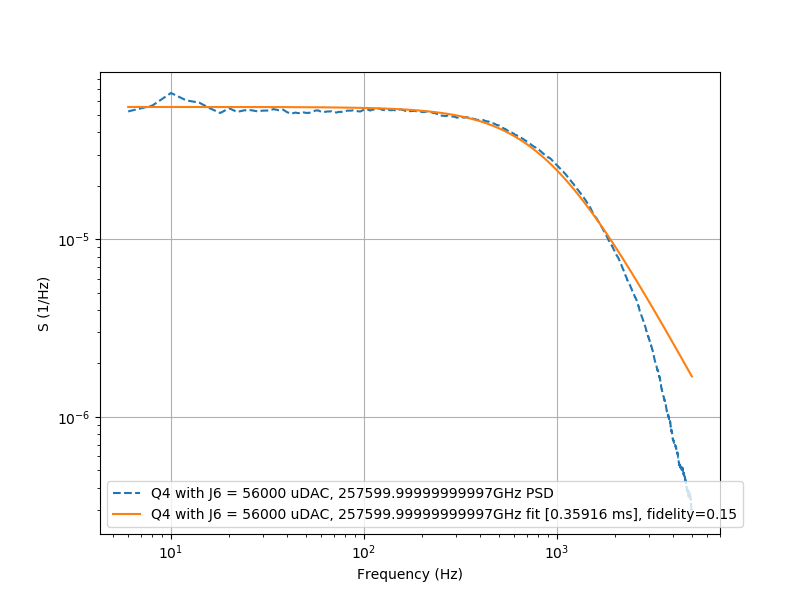 10⁻⁵
10⁻⁶
S (1/Hz)
Q4 with J6 = 56000 uDAC, 257599.99999999997GHz PSD
Q4 with J6 = 56000 uDAC, 257599.99999999997GHz fit [0.35916 ms], fidelity=0.15
10¹ 10² 10³
Frequency (Hz)